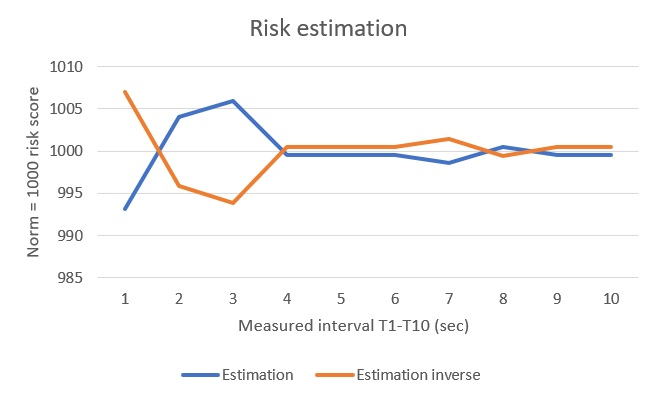 Risk estimation
Norm = 1000 risk score
1010
1005
1000
995
990
985
1 2 3 4 5 6 7 8 9 10
Measured interval T1-T10 (sec)
Estimation Estimation inverse